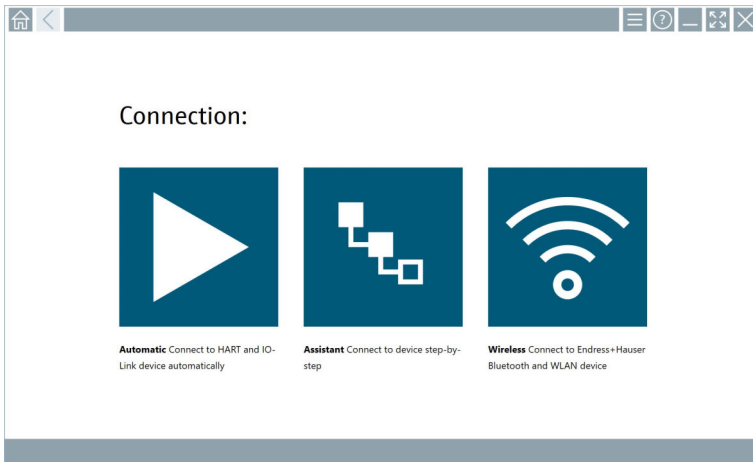 ?
Connection:
Automatic Connect to HART and IO-
Link device automatically
Assistant Connect to device step-by-
step
Wireless Connect to Endress+Hauser
Bluetooth and WLAN device